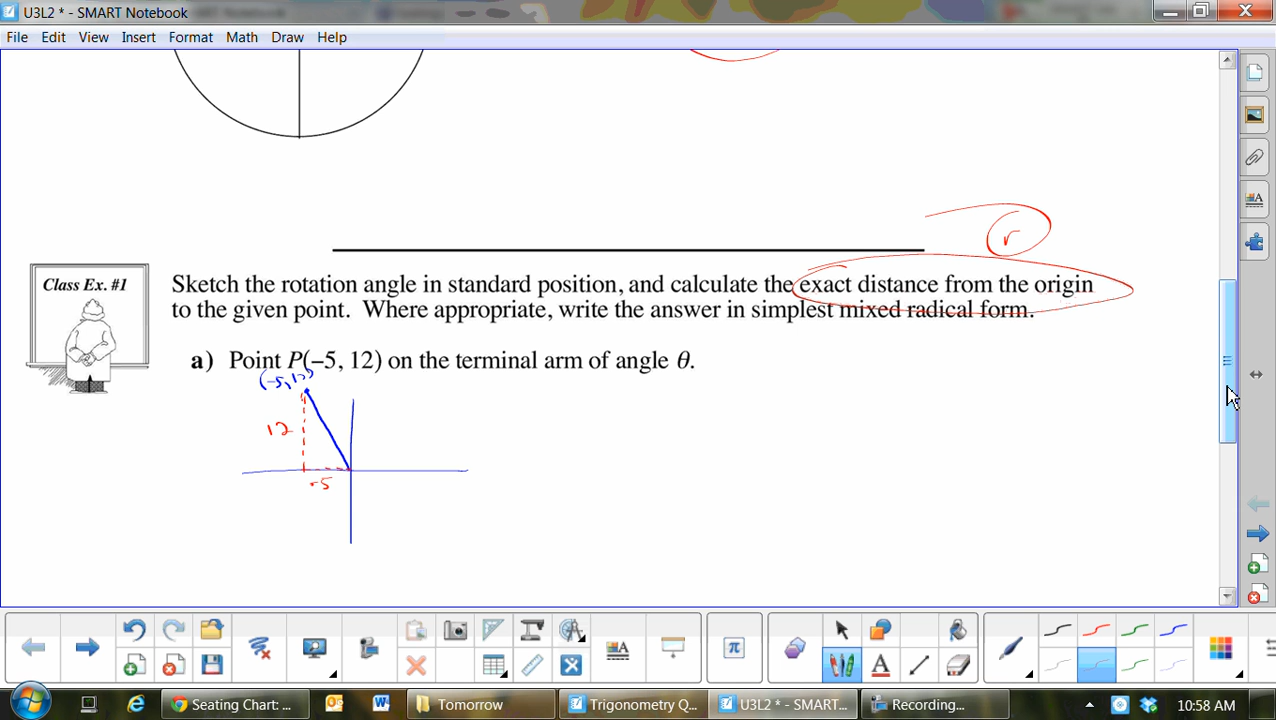 U3L2 * - SMART Notebook
File Edit View Insert Format Math Draw Help
r
Class Ex. #1
Sketch the rotation angle in standard position, and calculate the exact distance from the origin
to the given point. Where appropriate, write the answer in simplest mixed radical form.
a) Point P(–5, 12) on the terminal arm of angle θ.
(-5,12)
12
-5
π
A
Seating Chart: ...
Tomorrow
Trigonometry Q...
U3L2 * - SMART...
Recording...
10:58 AM